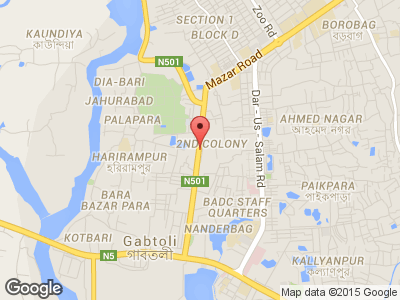 KAUNDIYA
কাউন্দিয়া
SECTION 1
BLOCK D
Zoo Rd
BOROBAG
বড়বাগ
N501
Mazar Road
DIA-BARI
JAHURABAD
PALAPARA
Dar - Us - Salam Rd
AHMED NAGAR
আহমেদ নগর
2ND COLONY
HARIRAMPUR
হরিরামপুর
N501
PAIKPARA
পাইকপাড়া
BARA
BAZAR PARA
BADC STAFF
QUARTERS
NANDERBAG
KOTBARI
Gabtoli
গাবতলী
N5
KALLYANPUR
কল্যাণপুর
Google
Map data ©2015 Google